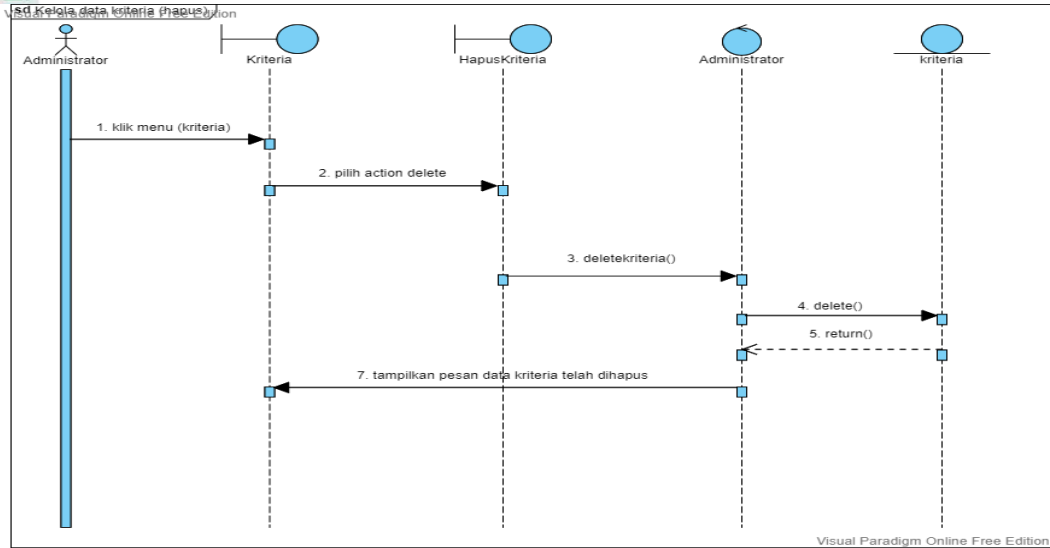 sd Kelola data kriteria (hapus)
Visual Paradigm Online Free Edition
Administrator
Kriteria
HapusKriteria
Administrator
kriteria
1. klik menu (kriteria)
2. pilih action delete
3. deletekriteria()
4. delete()
5. return()
7. tampilkan pesan data kriteria telah dihapus
Visual Paradigm Online Free Edition